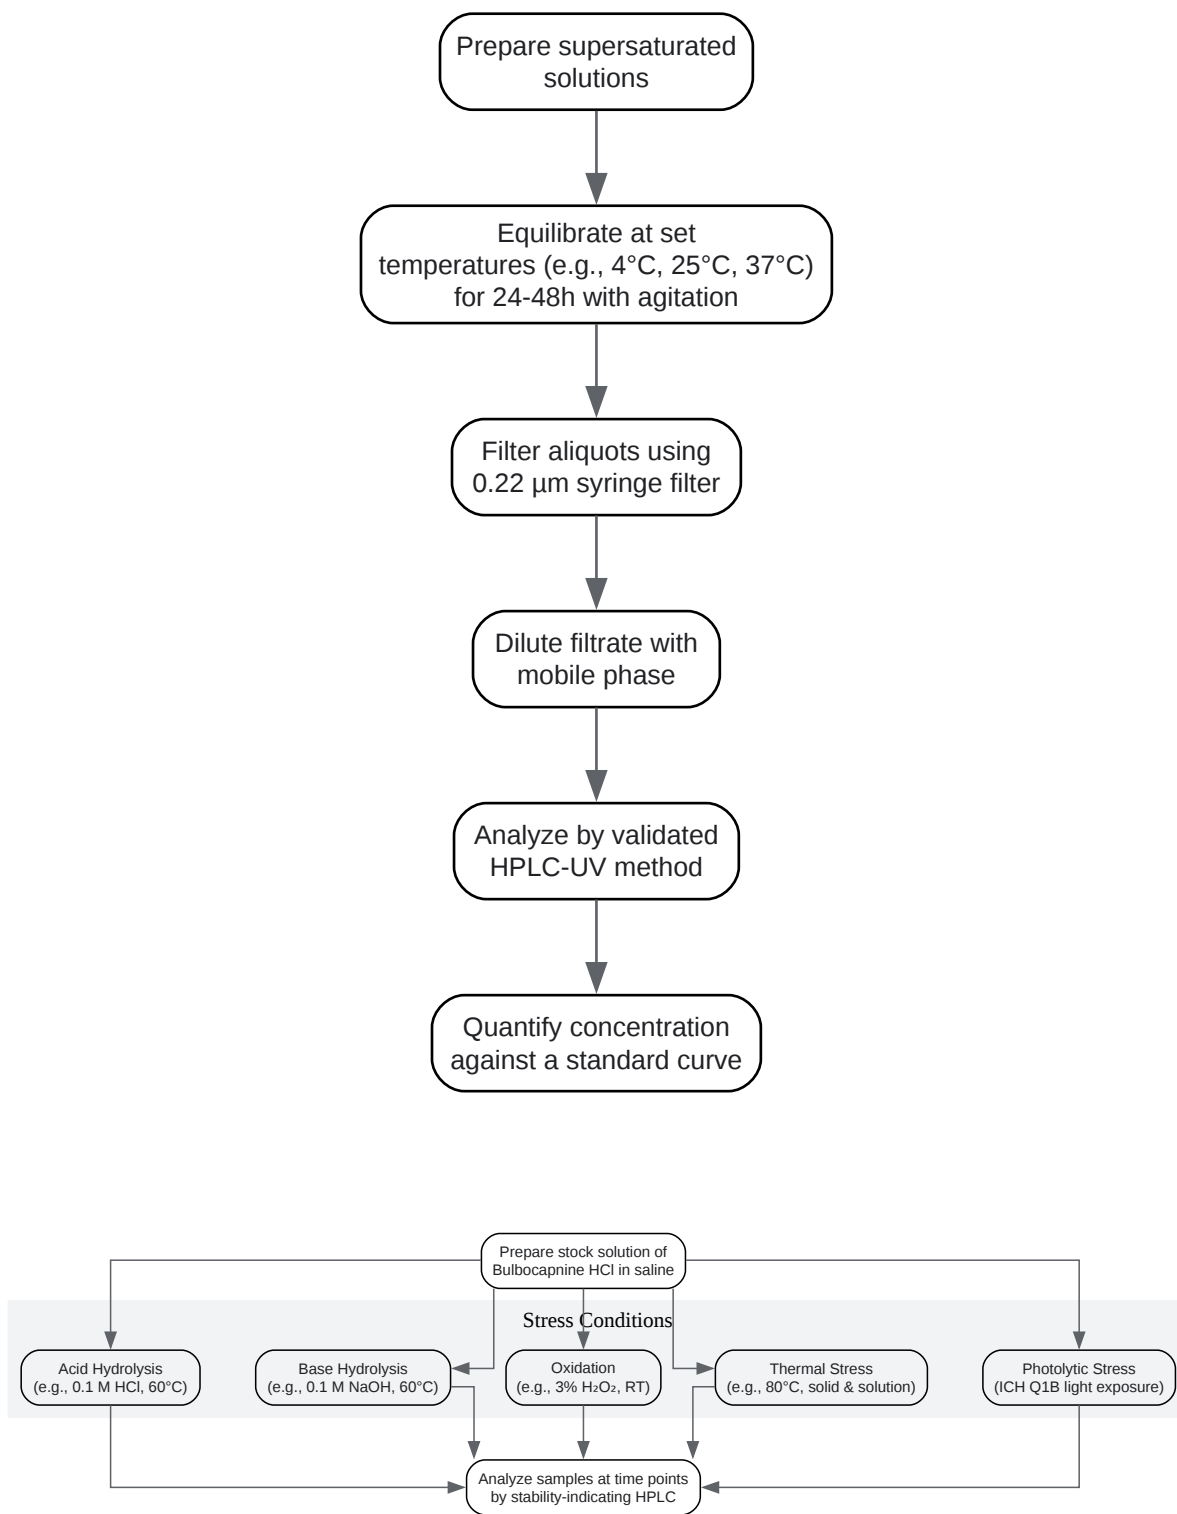 Prepare supersaturated
solutions
Equilibrate at set
temperatures (e.g., 4°C, 25°C, 37°C)
for 24-48h with agitation
Filter aliquots using
0.22 µm syringe filter
Dilute filtrate with
mobile phase
Analyze by validated
HPLC-UV method
Quantify concentration
against a standard curve
Prepare stock solution of
Bulbocapnine HCl in saline
Stress Conditions
Acid Hydrolysis
(e.g., 0.1 M HCl, 60°C)
Base Hydrolysis
(e.g., 0.1 M NaOH, 60°C)
Oxidation
(e.g., 3% H₂O₂, RT)
Thermal Stress
(e.g., 80°C, solid & solution)
Photolytic Stress
(ICH Q1B light exposure)
Analyze samples at time points
by stability-indicating HPLC